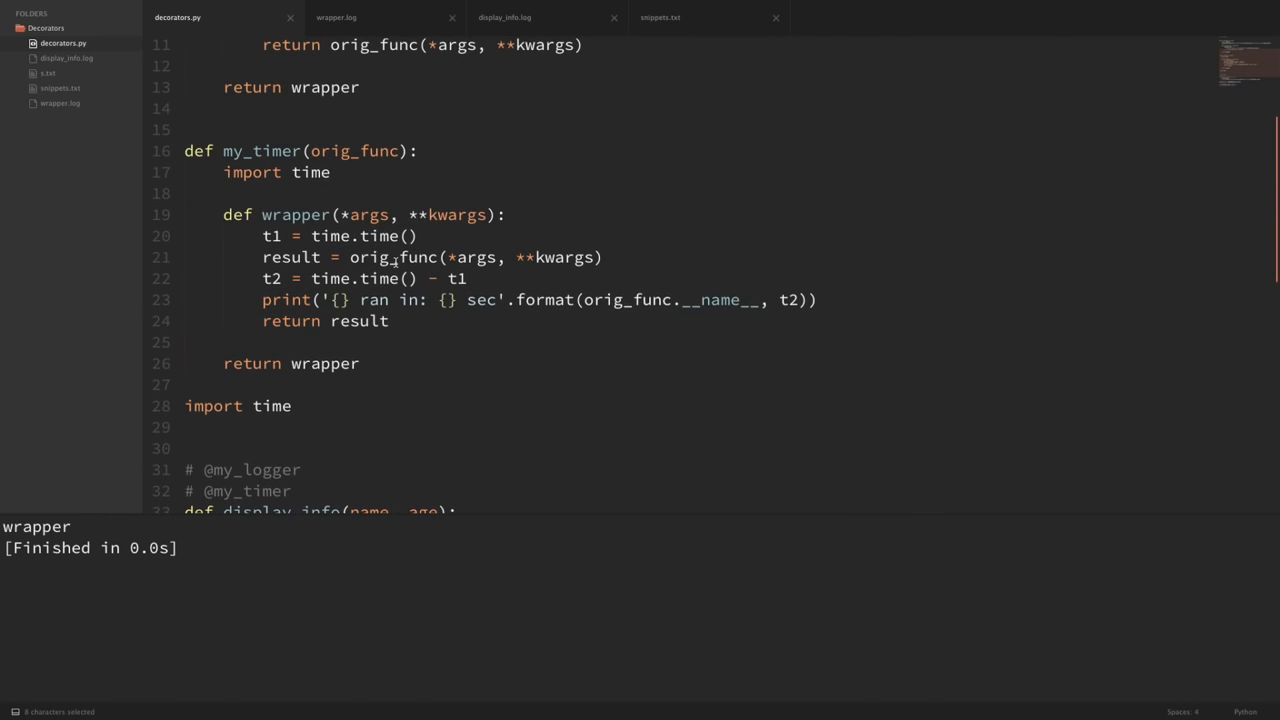 FOLDERS
Decorators
decorators.py
display_info.log
s.txt
snippets.txt
wrapper.log
decorators.py
wrapper.log
display_info.log
snippets.txt
11 return orig_func(*args, **kwargs)
12
13 return wrapper
14
15
16 def my_timer(orig_func):
17 import time
18
19 def wrapper(*args, **kwargs):
20 t1 = time.time()
21 result = orig_func(*args, **kwargs)
22 t2 = time.time() - t1
23 print('{} ran in: {} sec'.format(orig_func.__name__, t2))
24 return result
25
26 return wrapper
27
28 import time
29
30
31 # @my_logger
32 # @my_timer
33 def display_info(name, age):
wrapper
[Finished in 0.0s]
8 characters selected
Spaces: 4
Python